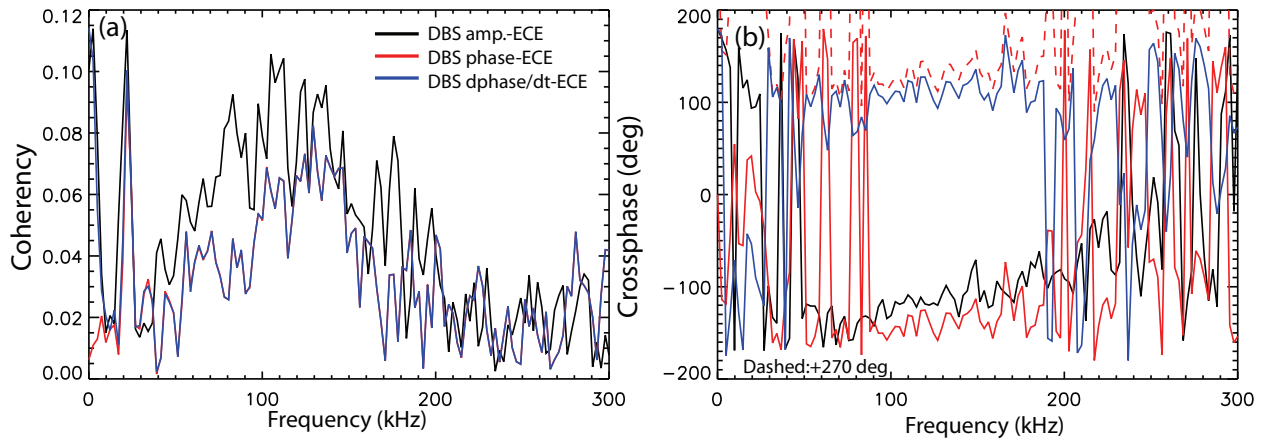 (a)
DBS amp.-ECE
DBS phase-ECE
DBS dphase/dt-ECE
Coherency
0.12
0.10
0.08
0.06
0.04
0.02
0.00
0
100
200
300
Frequency (kHz)
(b)
Crossphase (deg)
200
100
0
−100
−200
Dashed:+270 deg
0
100
200
300
Frequency (kHz)